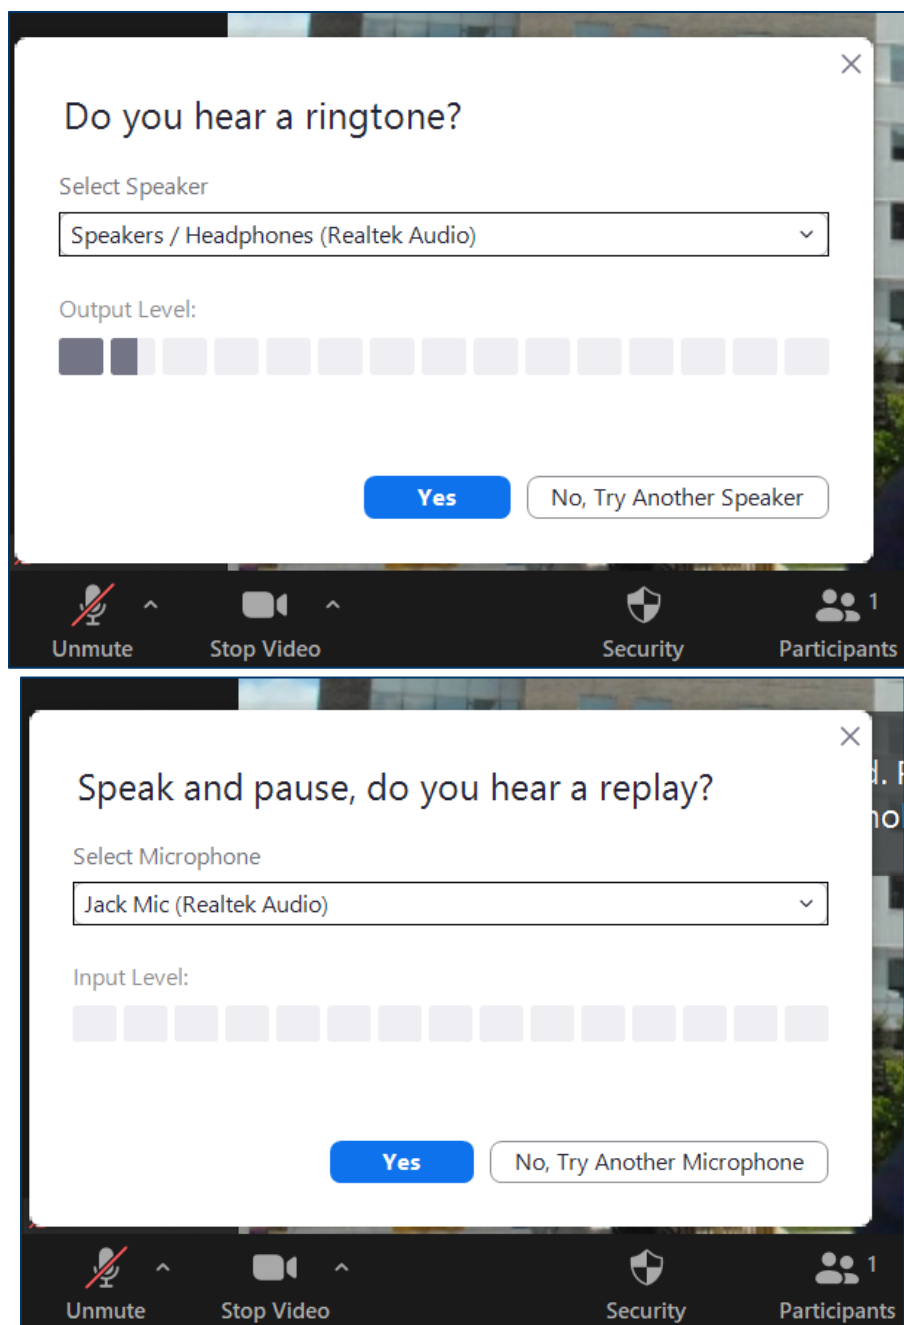 Do you hear a ringtone?
Select Speaker
Speakers / Headphones (Realtek Audio)
Output Level:
Yes
No, Try Another Speaker
1
Unmute
Stop Video
Security
Participants
Speak and pause, do you hear a replay?
Select Microphone
Jack Mic (Realtek Audio)
Input Level:
Yes
No, Try Another Microphone
1
Unmute
Stop Video
Security
Participants